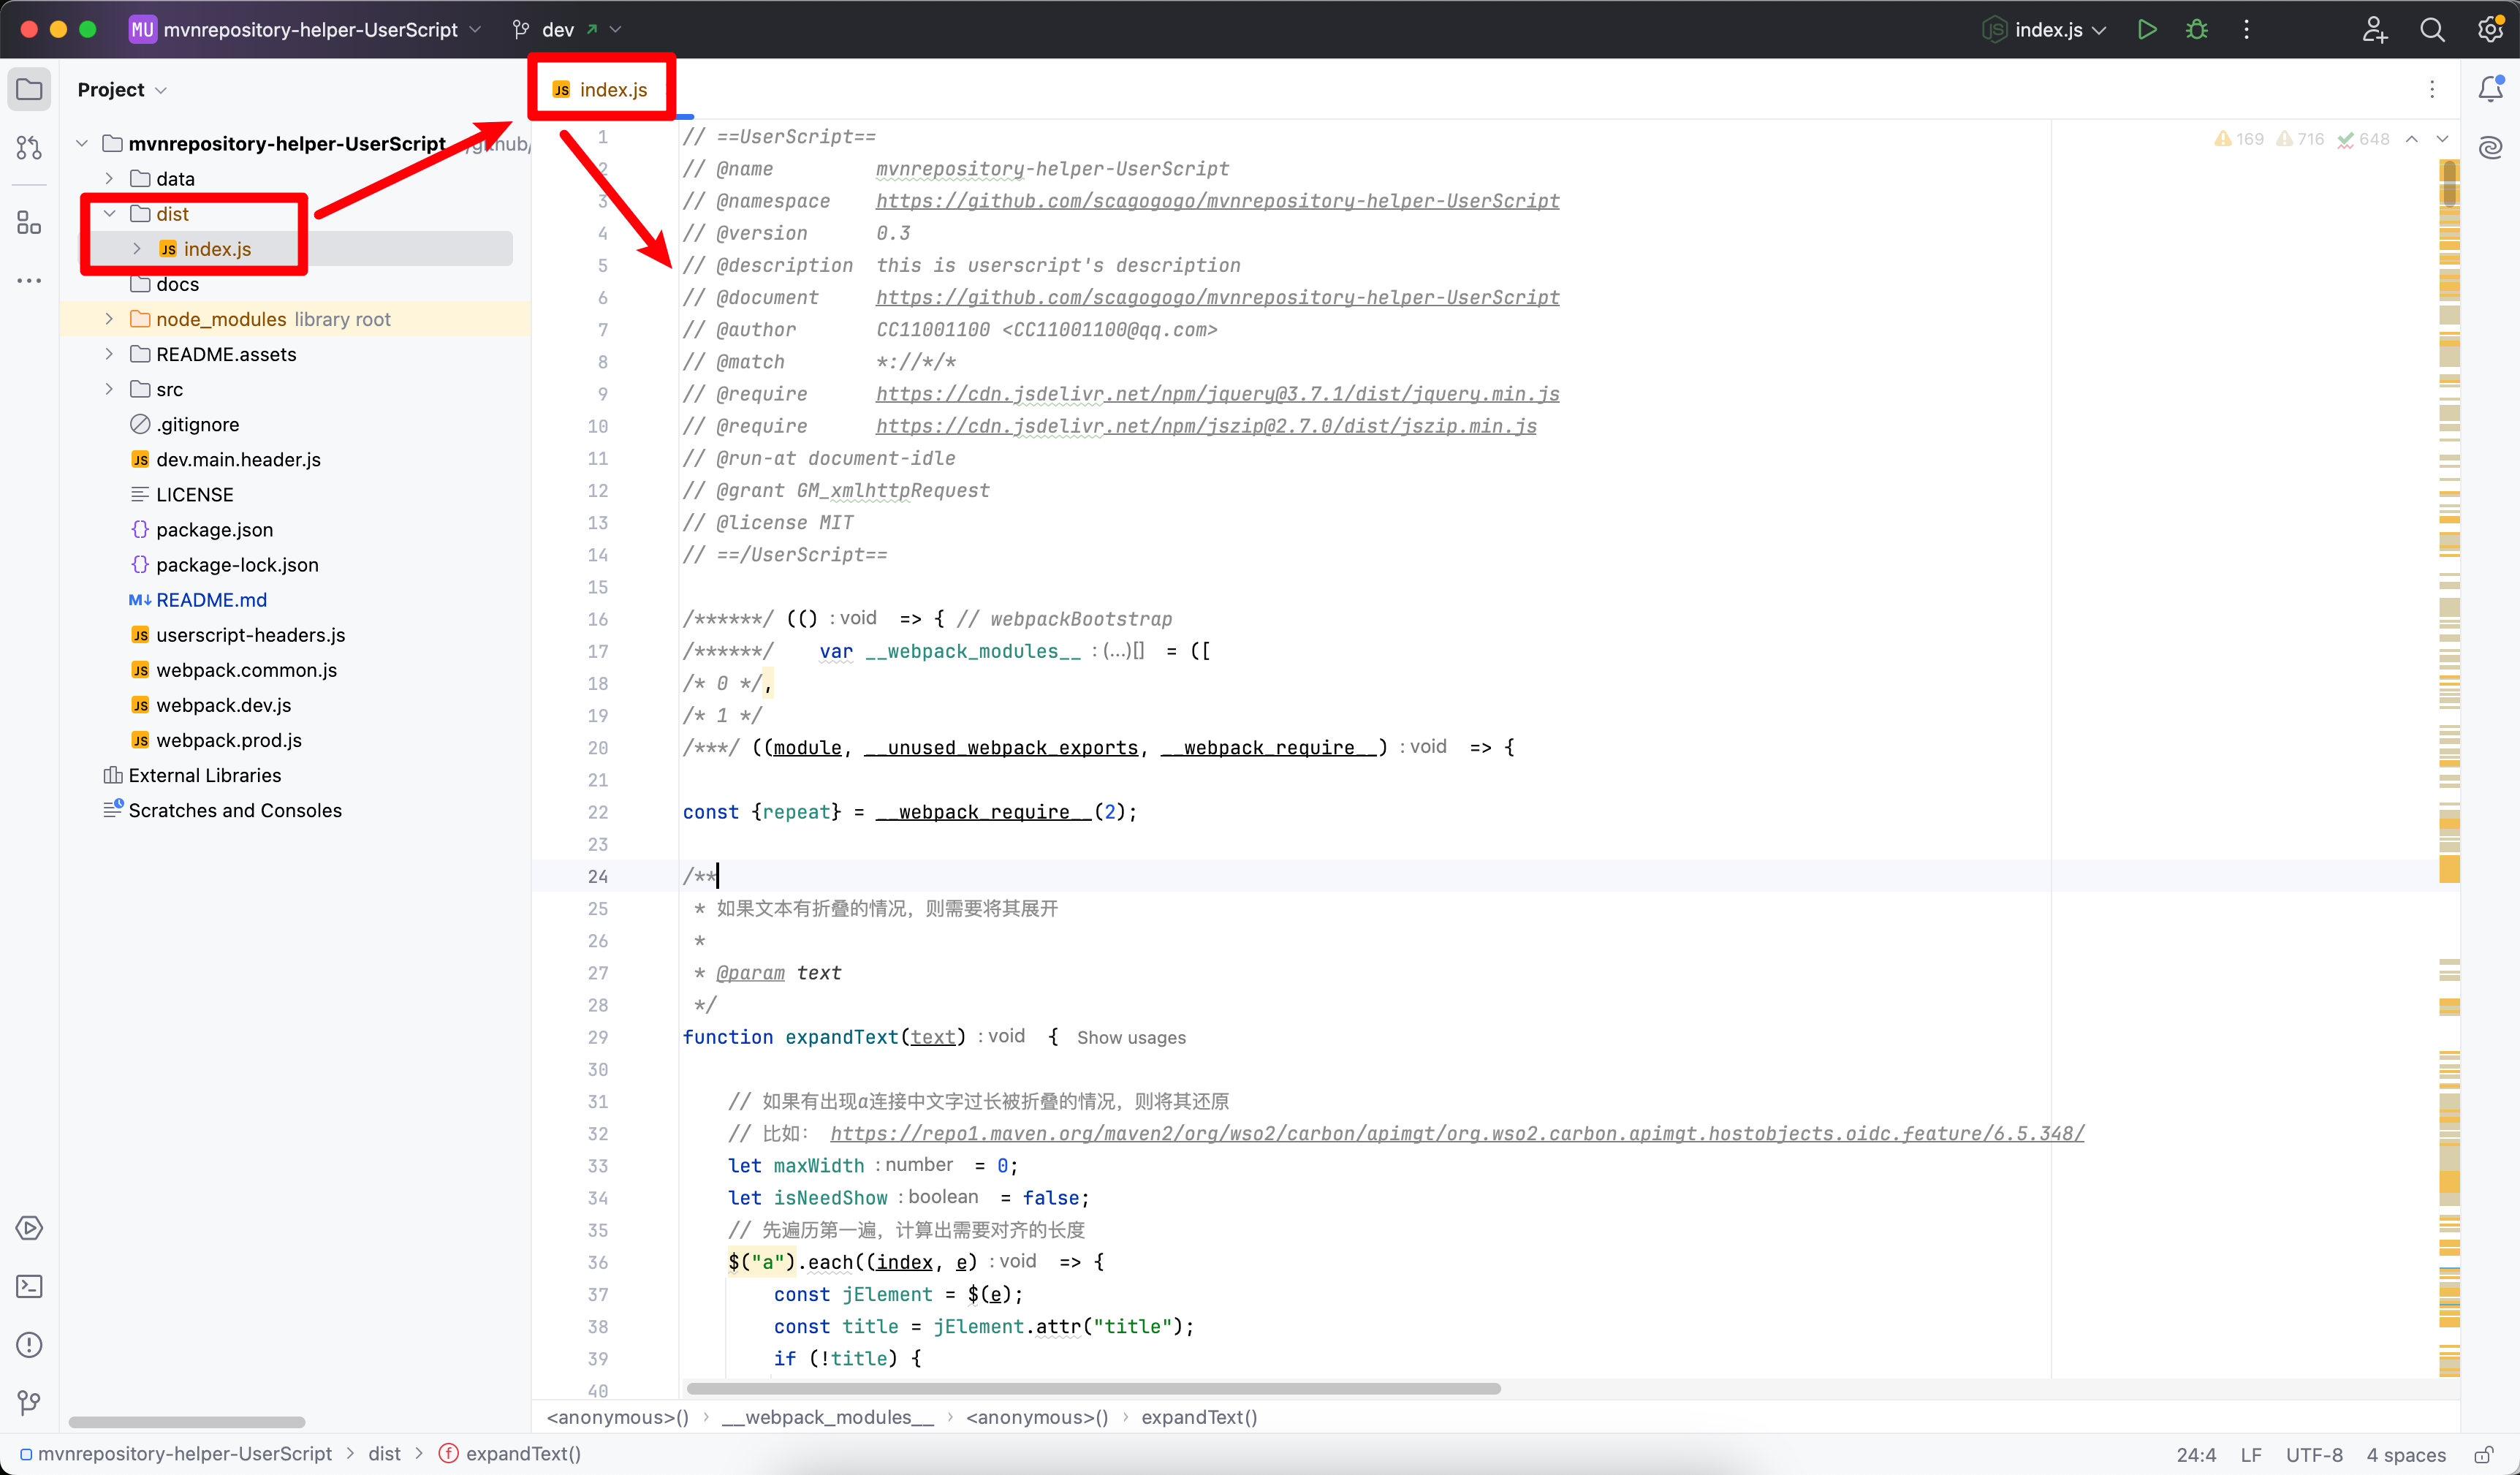 MU mvnrepository-helper-UserScript dev index.js
Project
index.js
mvnrepository-helper-UserScript
data
dist
index.js
docs
node_modules library root
README.assets
src
.gitignore
dev.main.header.js
LICENSE
package.json
package-lock.json
README.md
userscript-headers.js
webpack.common.js
webpack.dev.js
webpack.prod.js
External Libraries
Scratches and Consoles
169 716 648
1 // ==UserScript==
2 // @name mvnrepository-helper-UserScript
3 // @namespace https://github.com/scagogogo/mvnrepository-helper-UserScript
4 // @version 0.3
5 // @description this is userscript's description
6 // @document https://github.com/scagogogo/mvnrepository-helper-UserScript
7 // @author CC11001100 <CC11001100@qq.com>
8 // @match *://*/*
9 // @require https://cdn.jsdelivr.net/npm/jquery@3.7.1/dist/jquery.min.js
10 // @require https://cdn.jsdelivr.net/npm/jszip@2.7.0/dist/jszip.min.js
11 // @run-at document-idle
12 // @grant GM_xmlhttpRequest
13 // @license MIT
14 // ==/UserScript==
15
16 /******/ (() : void => { // webpackBootstrap
17 /******/ var __webpack_modules__ : (...)[] = ([
18 /* 0 */,
19 /* 1 */
20 /***/ ((module, __unused_webpack_exports, __webpack_require__) : void => {
21
22 const {repeat} = __webpack_require__(2);
23
24 /**
25 * 如果文本有折叠的情况，则需要将其展开
26 *
27 * @param text
28 */
29 function expandText(text) : void { Show usages
30
31 // 如果有出现a连接中文字过长被折叠的情况，则将其还原
32 // 比如： https://repo1.maven.org/maven2/org/wso2/carbon/apimgt/org.wso2.carbon.apimgt.hostobjects.oidc.feature/6.5.348/
33 let maxWidth : number = 0;
34 let isNeedShow : boolean = false;
35 // 先遍历第一遍，计算出需要对齐的长度
36 $("a").each((index, e) : void => {
37 const jElement = $(e);
38 const title = jElement.attr("title");
39 if (!title) {
40
<anonymous>() › __webpack_modules__ › <anonymous>() › expandText()
mvnrepository-helper-UserScript > dist > expandText()
24:4 LF UTF-8 4 spaces